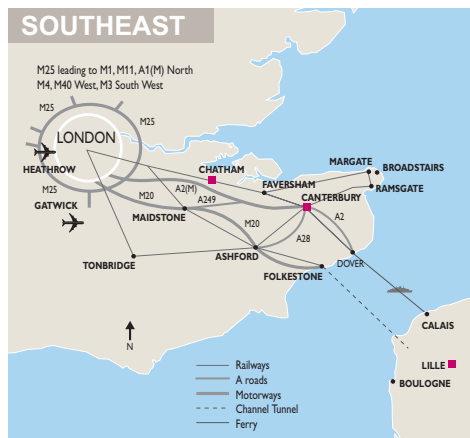 SOUTHEAST
M25 leading to M1, M11, A1(M) North
M4, M40 West, M3 South West
M25
M25
LONDON
HEATHROW
M25
GATWICK
CHATHAM
A2(M)
A249
M20
MAIDSTONE
FAVERSHAM
MARGATE
BROADSTAIRS
RAMSGATE
CANTERBURY
A2
M20
A28
ASHFORD
TONBRIDGE
FOLKESTONE
DOVER
CALAIS
LILLE
BOULOGNE
N
Railways
A roads
Motorways
Channel Tunnel
Ferry